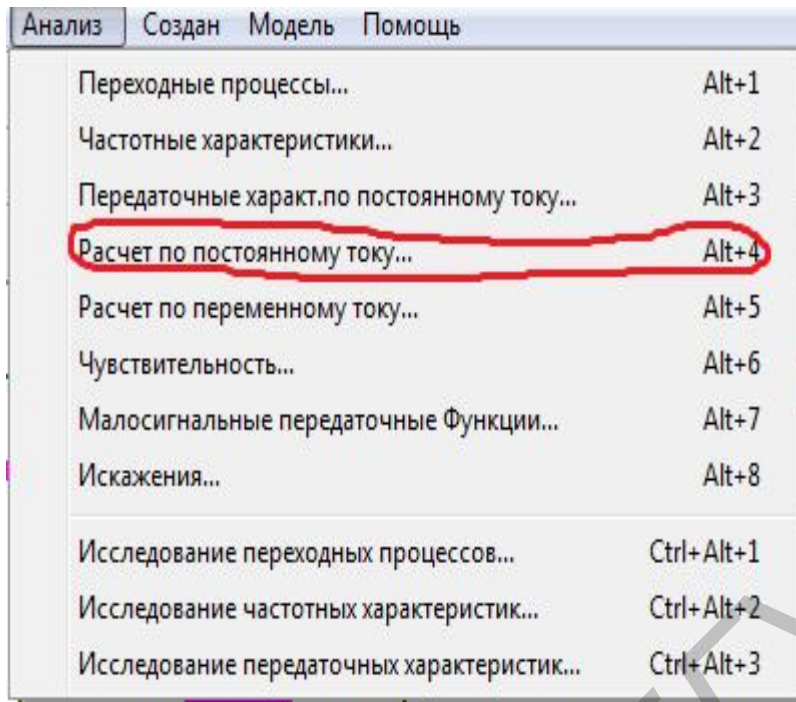 Анализ Создан Модель Помощь
Переходные процессы... Alt+1
Частотные характеристики... Alt+2
Передаточные характ.по постоянному току... Alt+3
Расчет по постоянному току... Alt+4
Расчет по переменному току... Alt+5
Чувствительность... Alt+6
Малосигнальные передаточные Функции... Alt+7
Искажения... Alt+8
Исследование переходных процессов... Ctrl+Alt+1
Исследование частотных характеристик... Ctrl+Alt+2
Исследование передаточных характеристик... Ctrl+Alt+3